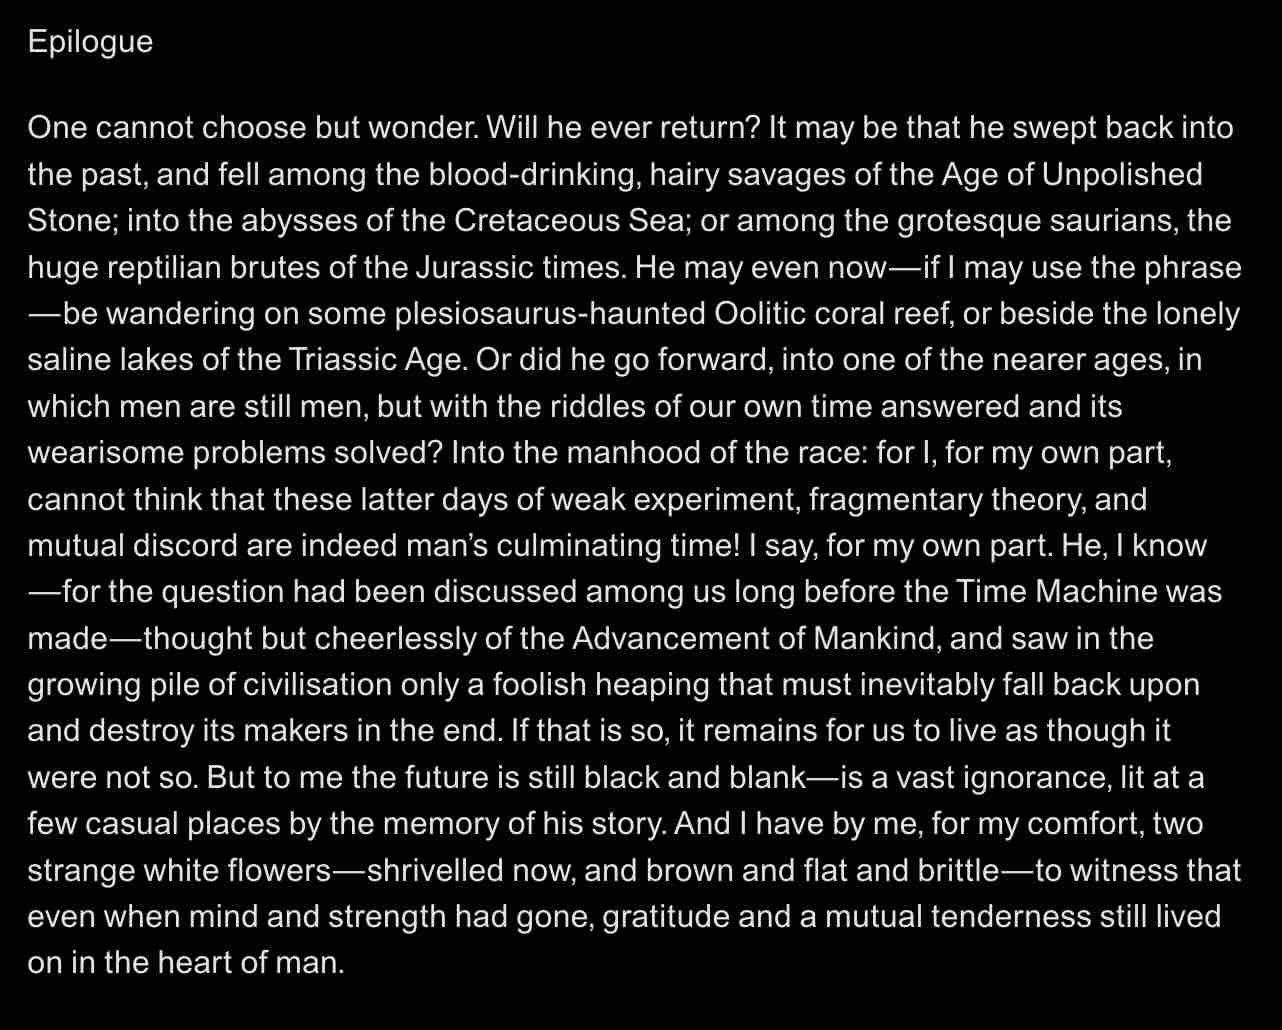 Epilogue
One cannot choose but wonder. Will he ever return? It may be that he swept back into
the past, and fell among the blood-drinking, hairy savages of the Age of Unpolished
Stone; into the abysses of the Cretaceous Sea; or among the grotesque saurians, the
huge reptilian brutes of the Jurassic times. He may even now—if I may use the phrase
—be wandering on some plesiosaurus-haunted Oolitic coral reef, or beside the lonely
saline lakes of the Triassic Age. Or did he go forward, into one of the nearer ages, in
which men are still men, but with the riddles of our own time answered and its
wearisome problems solved? Into the manhood of the race: for I, for my own part,
cannot think that these latter days of weak experiment, fragmentary theory, and
mutual discord are indeed man’s culminating time! I say, for my own part. He, I know
—for the question had been discussed among us long before the Time Machine was
made—thought but cheerlessly of the Advancement of Mankind, and saw in the
growing pile of civilisation only a foolish heaping that must inevitably fall back upon
and destroy its makers in the end. If that is so, it remains for us to live as though it
were not so. But to me the future is still black and blank—is a vast ignorance, lit at a
few casual places by the memory of his story. And I have by me, for my comfort, two
strange white flowers—shrivelled now, and brown and flat and brittle—to witness that
even when mind and strength had gone, gratitude and a mutual tenderness still lived
on in the heart of man.